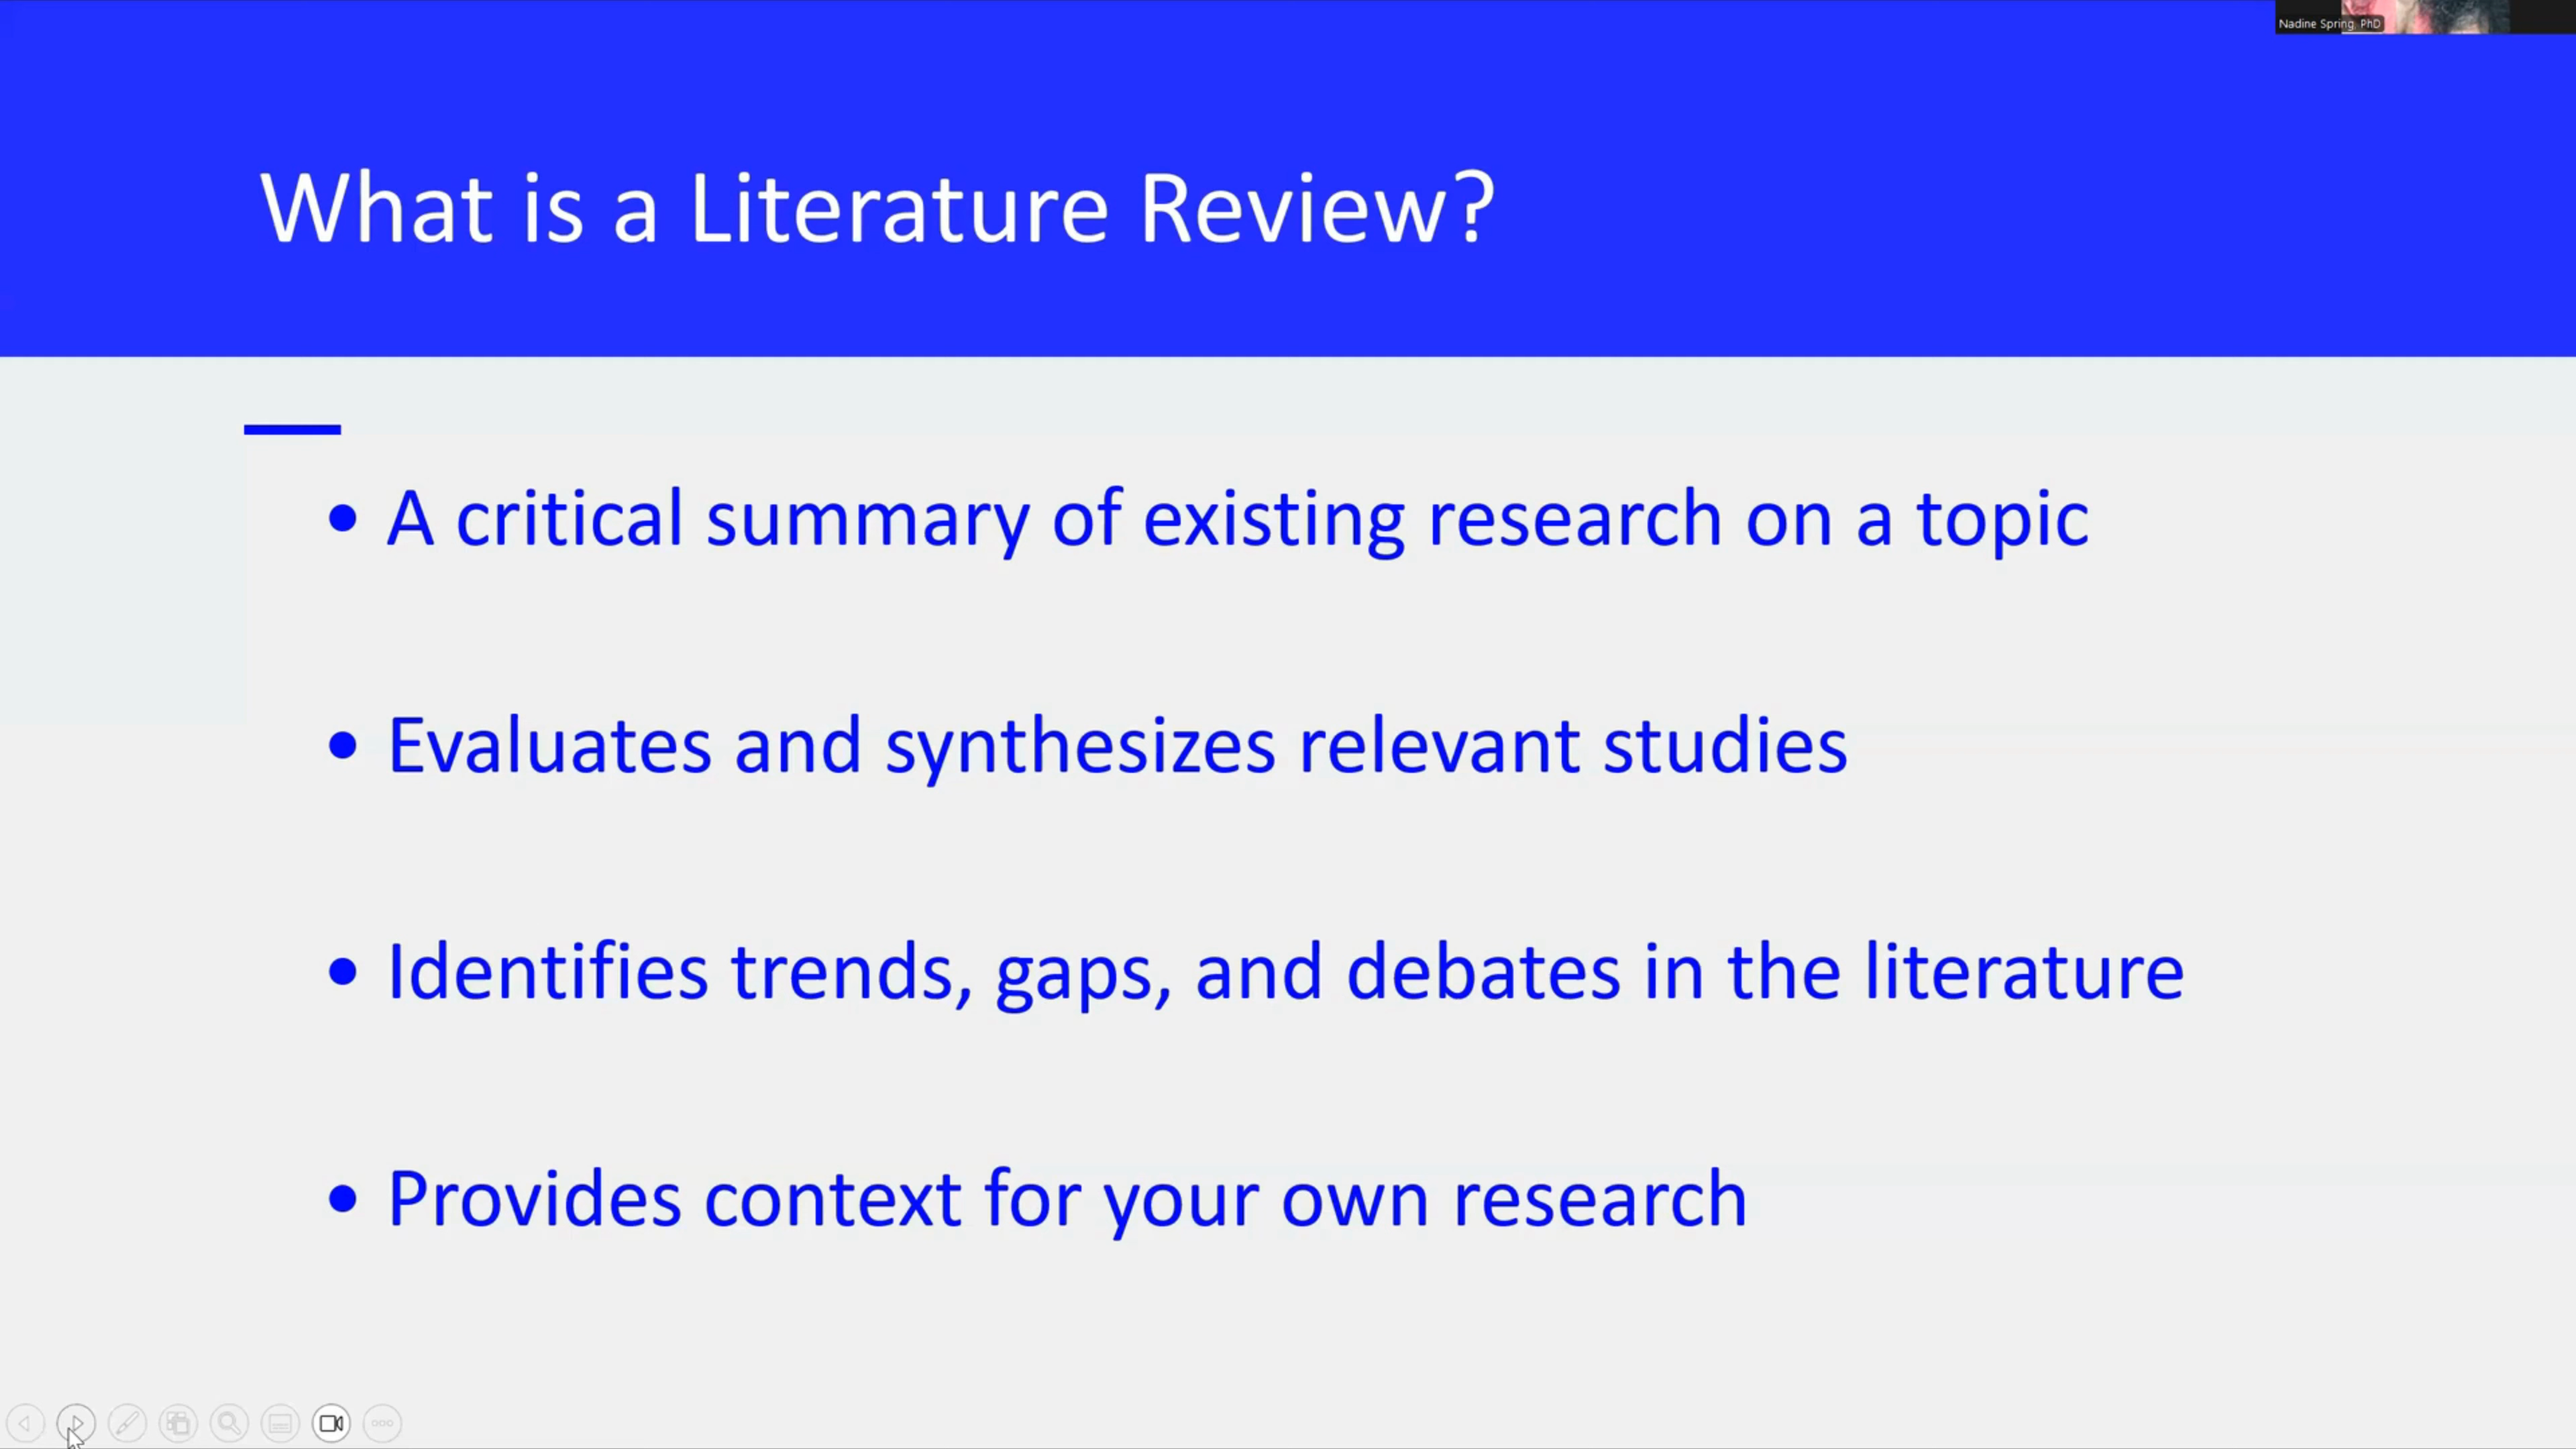 Nadine Spring, PhD
What is a Literature Review?
• A critical summary of existing research on a topic
• Evaluates and synthesizes relevant studies
• Identifies trends, gaps, and debates in the literature
• Provides context for your own research